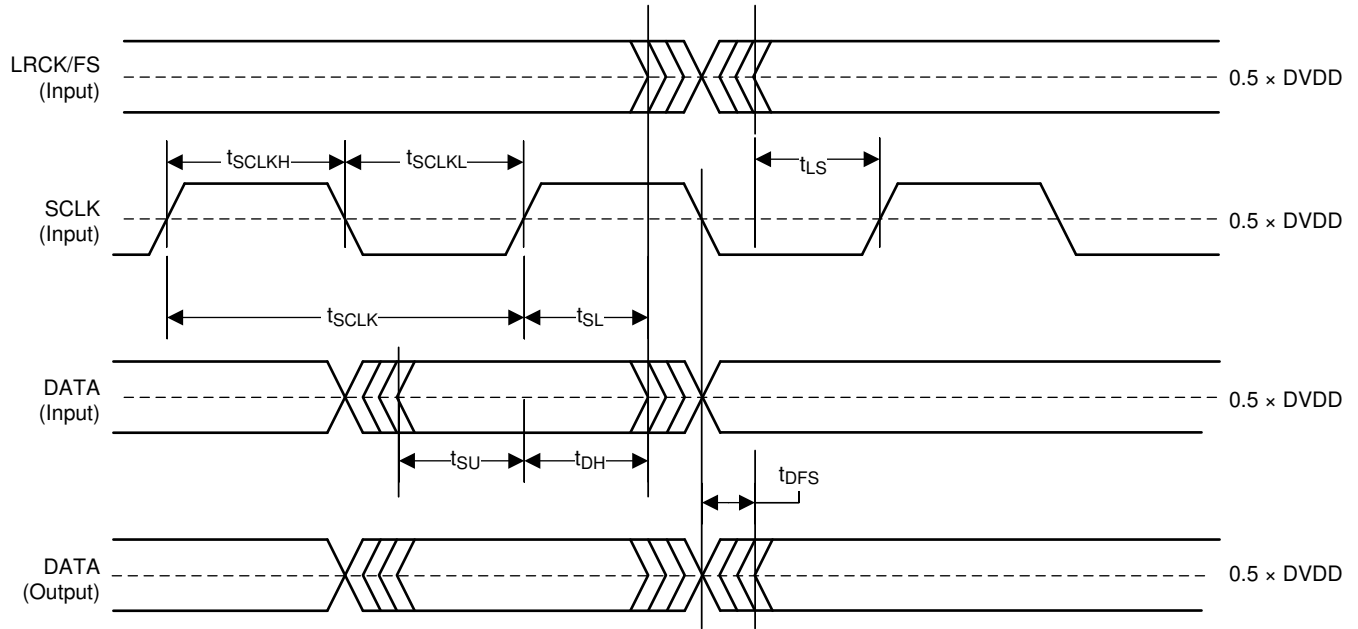 LRCK/FS
(Input)
0.5 × DVDD
tSCLKH
tSCLKL
tLS
SCLK
(Input)
0.5 × DVDD
tSCLK
tSL
DATA
(Input)
0.5 × DVDD
tSU
tDH
tDFS
DATA
(Output)
0.5 × DVDD